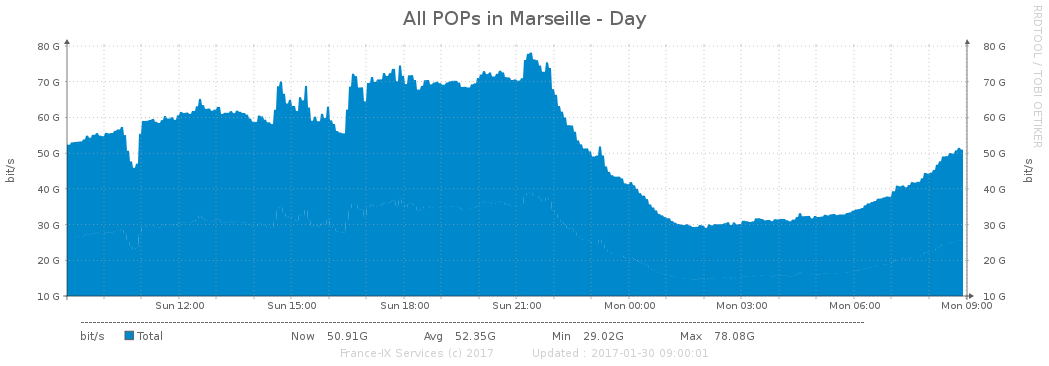 All POPs in Marseille - Day
RRDTOOL / TOBI OETIKER
80 G 80 G
70 G 70 G
60 G 60 G
50 G 50 G
40 G 40 G
30 G 30 G
20 G 20 G
10 G 10 G
bit/s bit/s
Sun 12:00 Sun 15:00 Sun 18:00 Sun 21:00 Mon 00:00 Mon 03:00 Mon 06:00 Mon 09:00
bit/s Total Now 50.91G Avg 52.35G Min 29.02G Max 78.08G
France-IX Services (c) 2017 Updated : 2017-01-30 09:00:01